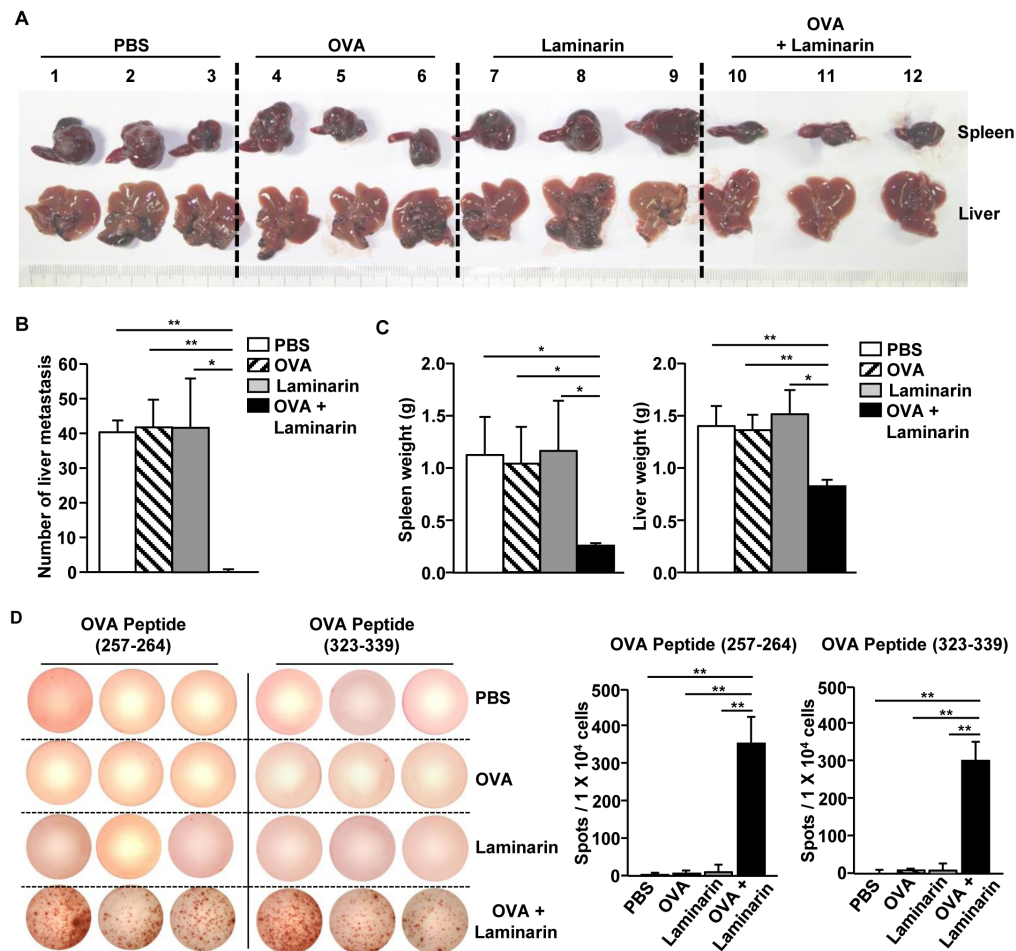 A
PBS
OVA
Laminarin
OVA
+ Laminarin
1 2 3 4 5 6 7 8 9 10 11 12
Spleen
Liver
B
**
**
*
Number of liver metastasis
60
50
40
30
20
10
0
PBS
OVA
Laminarin
OVA +
Laminarin
C
*
*
*
Spleen weight (g)
2.0
1.5
1.0
0.5
0.0
**
**
*
Liver weight (g)
2.0
1.5
1.0
0.5
0.0
PBS
OVA
Laminarin
OVA +
Laminarin
D
OVA Peptide
(257-264)
OVA Peptide
(323-339)
PBS
OVA
Laminarin
OVA +
Laminarin
OVA Peptide (257-264)
**
**
**
Spots / 1 X 10⁴ cells
500
400
300
200
100
0
PBS
OVA
Laminarin
OVA +
Laminarin
OVA Peptide (323-339)
**
**
**
Spots / 1 X 10⁴ cells
500
400
300
200
100
0
PBS
OVA
Laminarin
OVA +
Laminarin